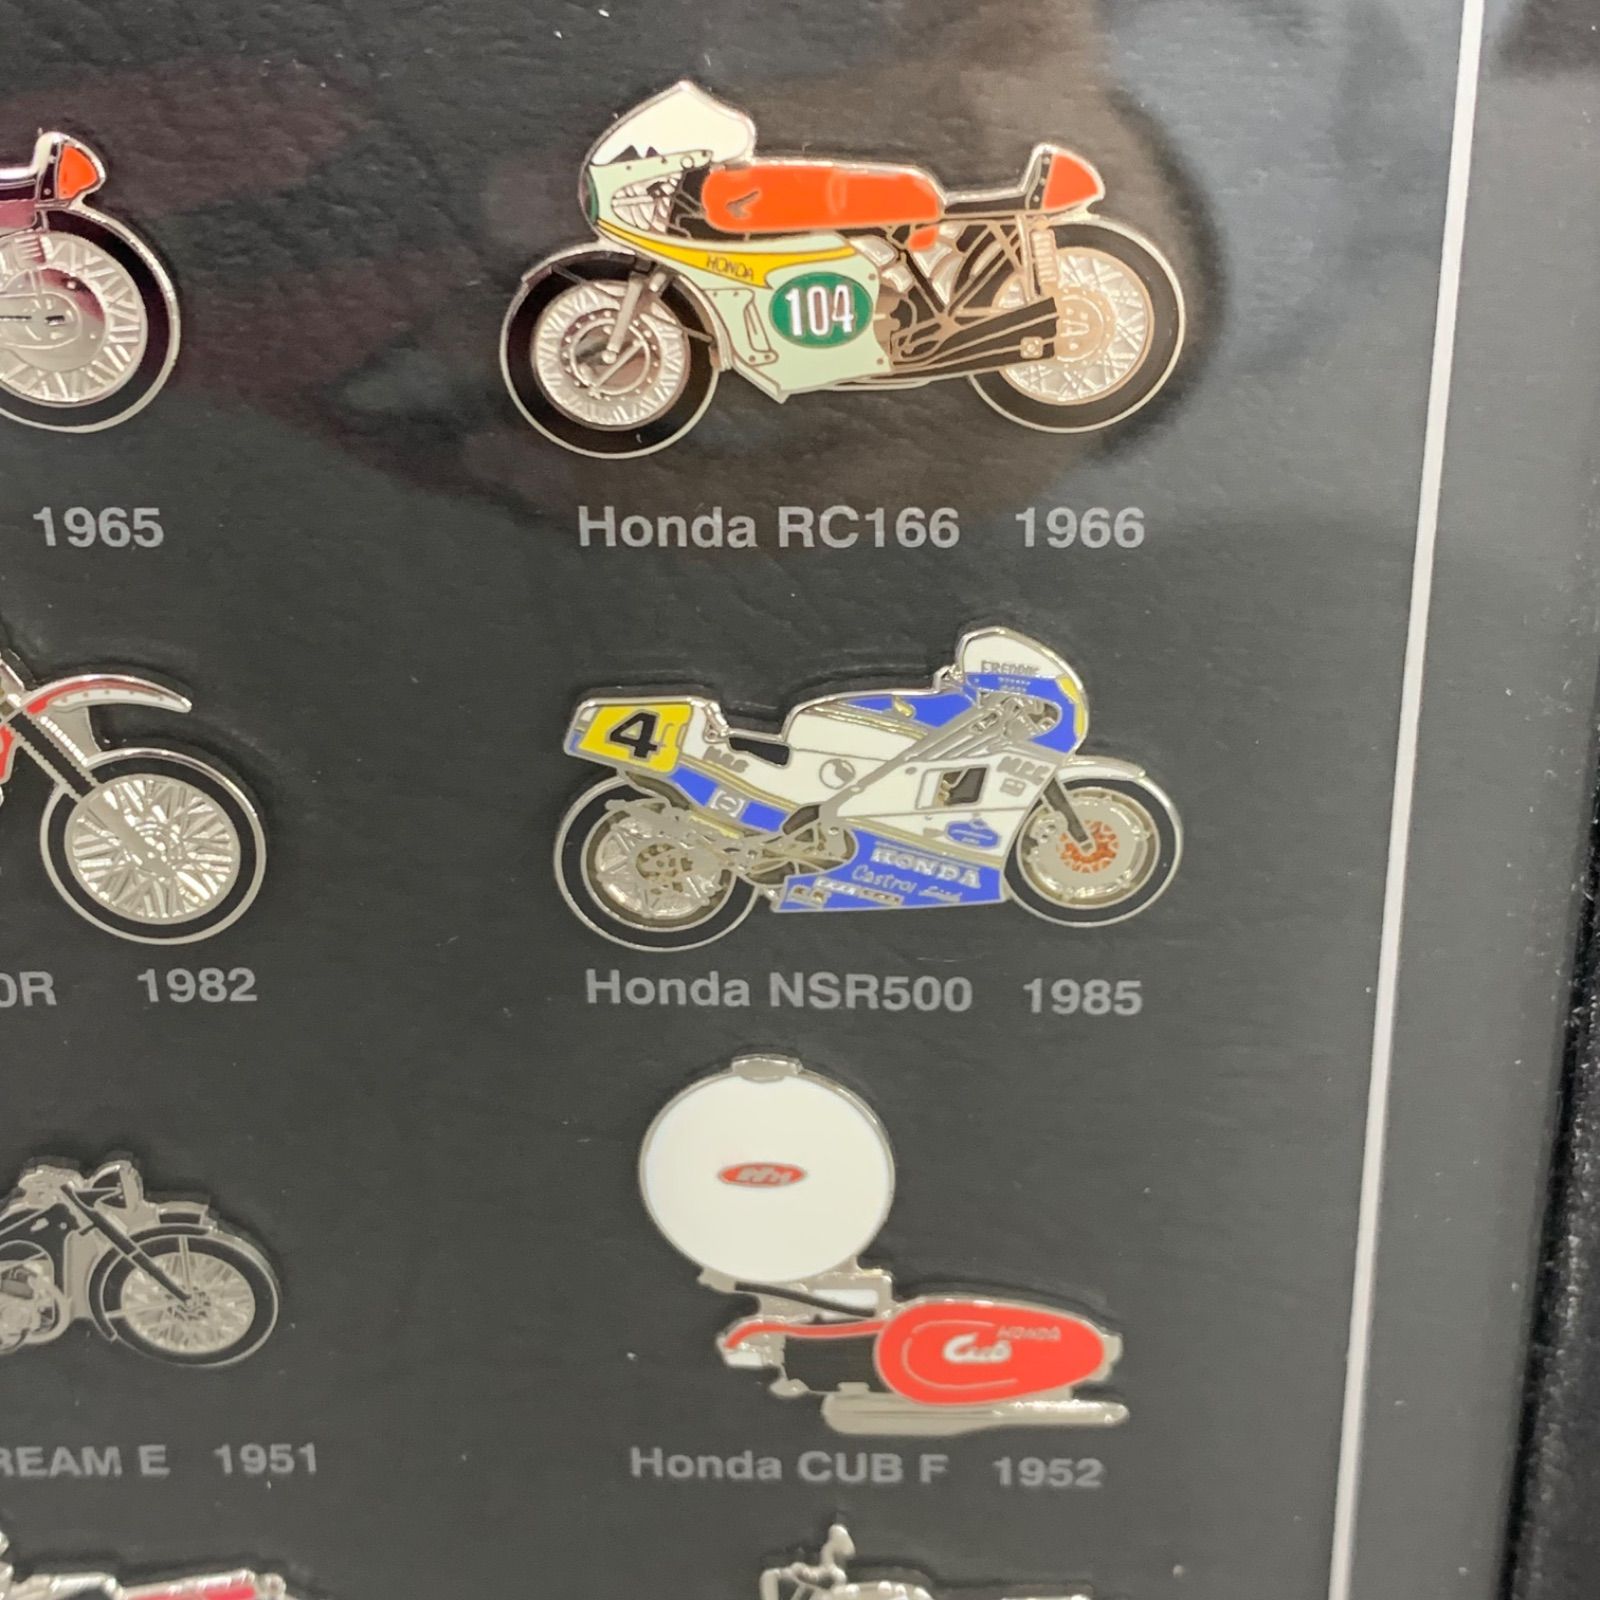 HONDA
104
1965
Honda RC166 1966
FREDDIE
4
HRC
HONDA
Castrol
0R 1982
Honda NSR500 1985
HONDA
Cub
REAM E 1951
Honda CUB F 1952